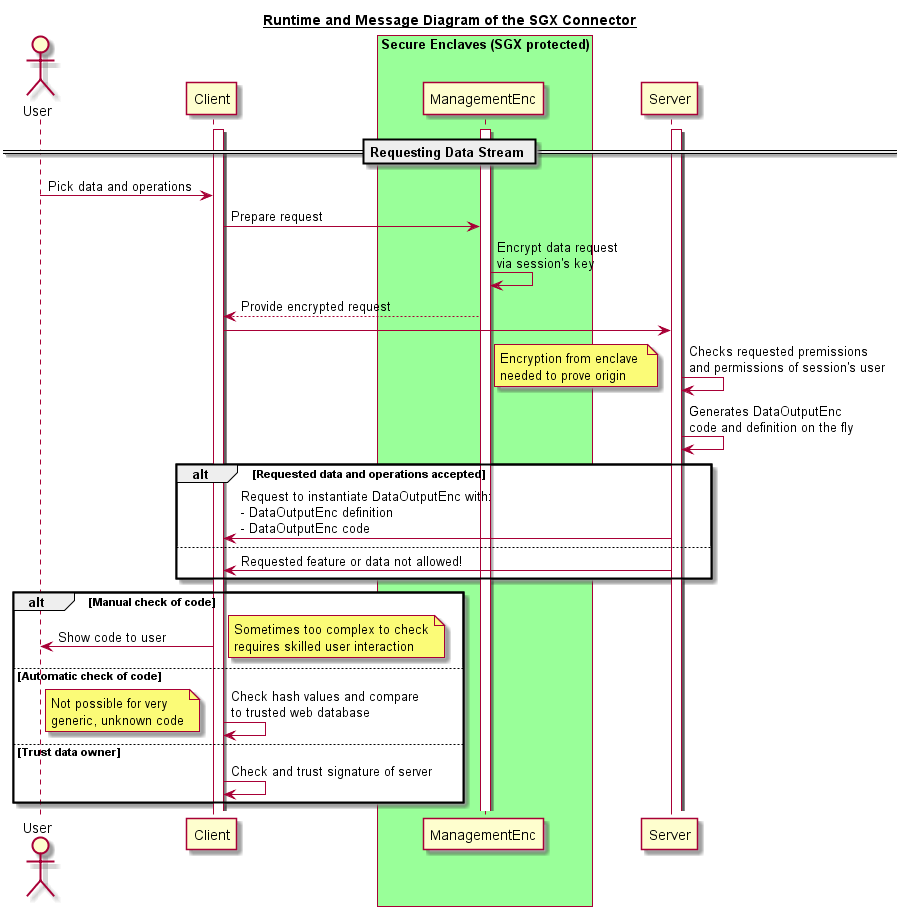 Runtime and Message Diagram of the SGX Connector
Secure Enclaves (SGX protected)
User
Client
ManagementEnc
Server
Requesting Data Stream
Pick data and operations
Prepare request
Encrypt data request
via session's key
Provide encrypted request
Encryption from enclave
needed to prove origin
Checks requested premissions
and permissions of session's user
Generates DataOutputEnc
code and definition on the fly
alt
[Requested data and operations accepted]
Request to instantiate DataOutputEnc with:
- DataOutputEnc definition
- DataOutputEnc code
Requested feature or data not allowed!
alt
[Manual check of code]
Show code to user
Sometimes too complex to check
requires skilled user interaction
[Automatic check of code]
Not possible for very
generic, unknown code
Check hash values and compare
to trusted web database
[Trust data owner]
Check and trust signature of server
User
Client
ManagementEnc
Server